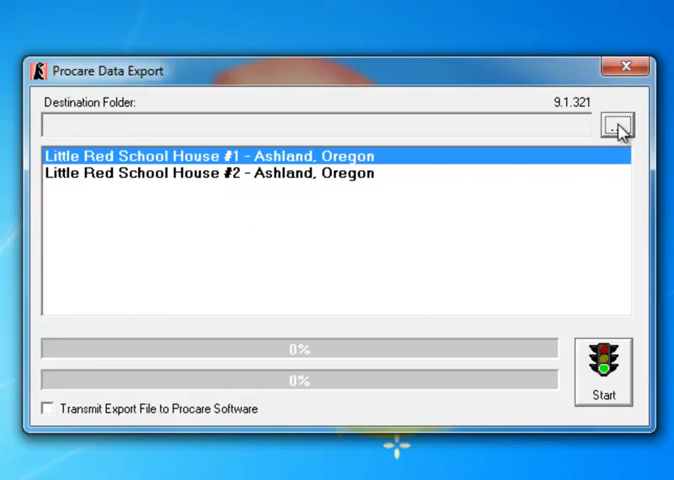 Procare Data Export
Destination Folder:
9.1.321
...
Little Red School House #1 - Ashland, Oregon
Little Red School House #2 - Ashland, Oregon
0%
0%
Start
Transmit Export File to Procare Software